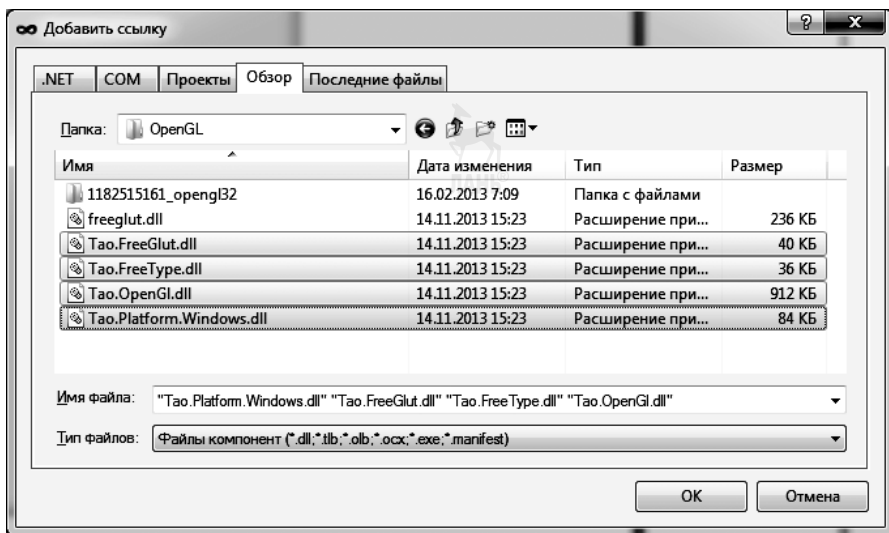 Добавить ссылку
.NET COM Проекты Обзор Последние файлы
Папка: OpenGL
Имя Дата изменения Тип Размер
1182515161_opengl32 16.02.2013 7:09 Папка с файлами
freeglut.dll 14.11.2013 15:23 Расширение при... 236 КБ
Tao.FreeGlut.dll 14.11.2013 15:23 Расширение при... 40 КБ
Tao.FreeType.dll 14.11.2013 15:23 Расширение при... 36 КБ
Tao.OpenGl.dll 14.11.2013 15:23 Расширение при... 912 КБ
Tao.Platform.Windows.dll 14.11.2013 15:23 Расширение при... 84 КБ
Имя файла: "Tao.Platform.Windows.dll" "Tao.FreeGlut.dll" "Tao.FreeType.dll" "Tao.OpenGl.dll"
Тип файлов: Файлы компонент (*.dll;*.tlb;*.olb;*.ocx;*.exe;*.manifest)
OK Отмена